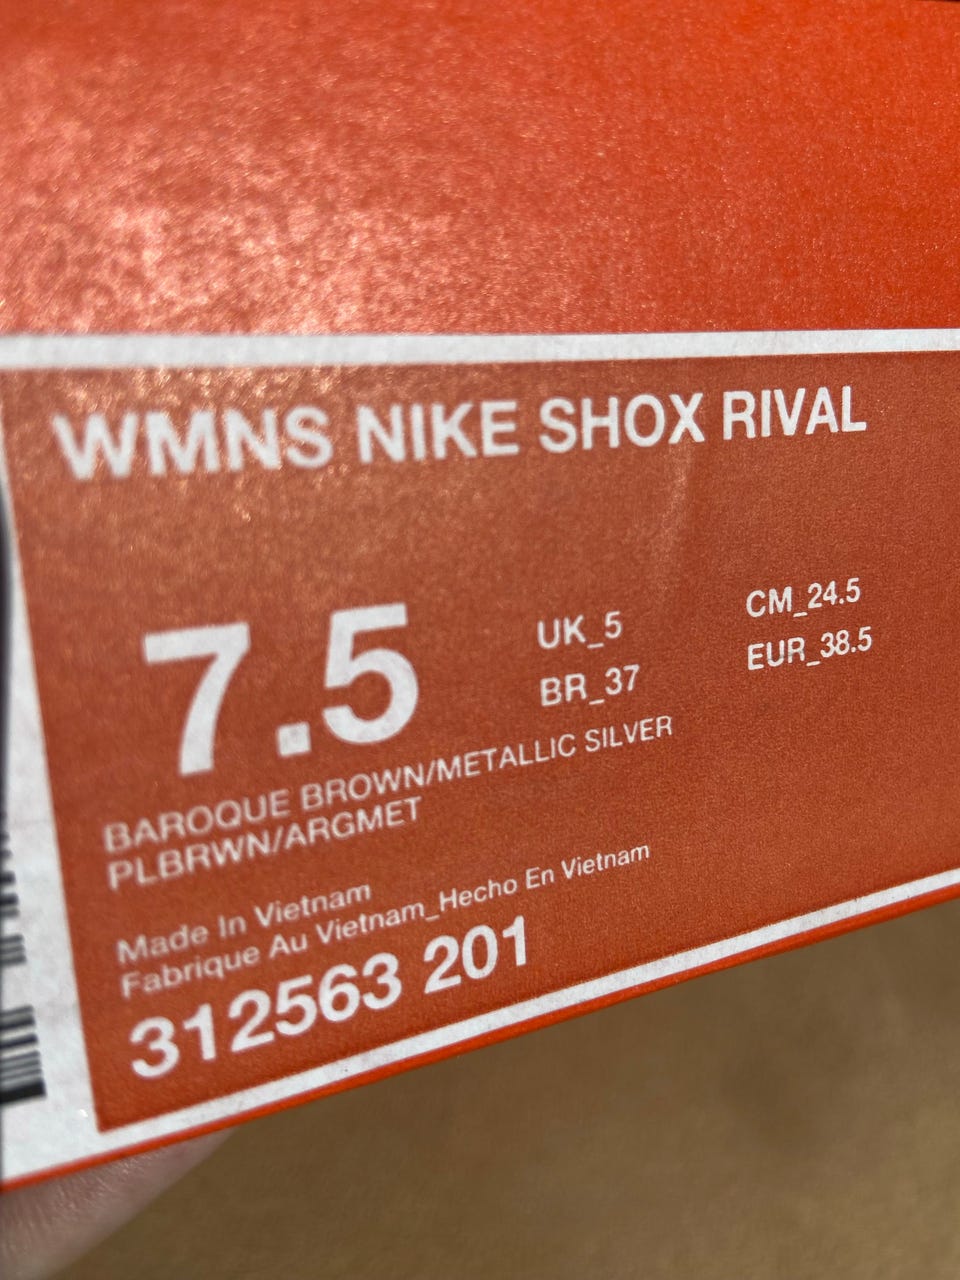 WMNS NIKE SHOX RIVAL
7.5
UK_5 CM_24.5
BR_37 EUR_38.5
BAROQUE BROWN/METALLIC SILVER
PLBRWN/ARGMET
Made In Vietnam
Fabrique Au Vietnam_Hecho En Vietnam
312563 201